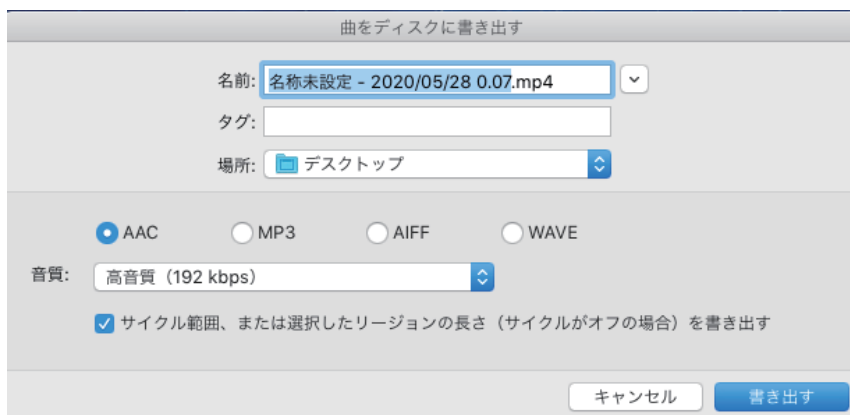 曲をディスクに書き出す
名前: 名称未設定 - 2020/05/28 0.07.mp4
タグ:
場所: デスクトップ
AAC MP3 AIFF WAVE
音質: 高音質（192 kbps）
サイクル範囲、または選択したリージョンの長さ（サイクルがオフの場合）を書き出す
キャンセル 書き出す